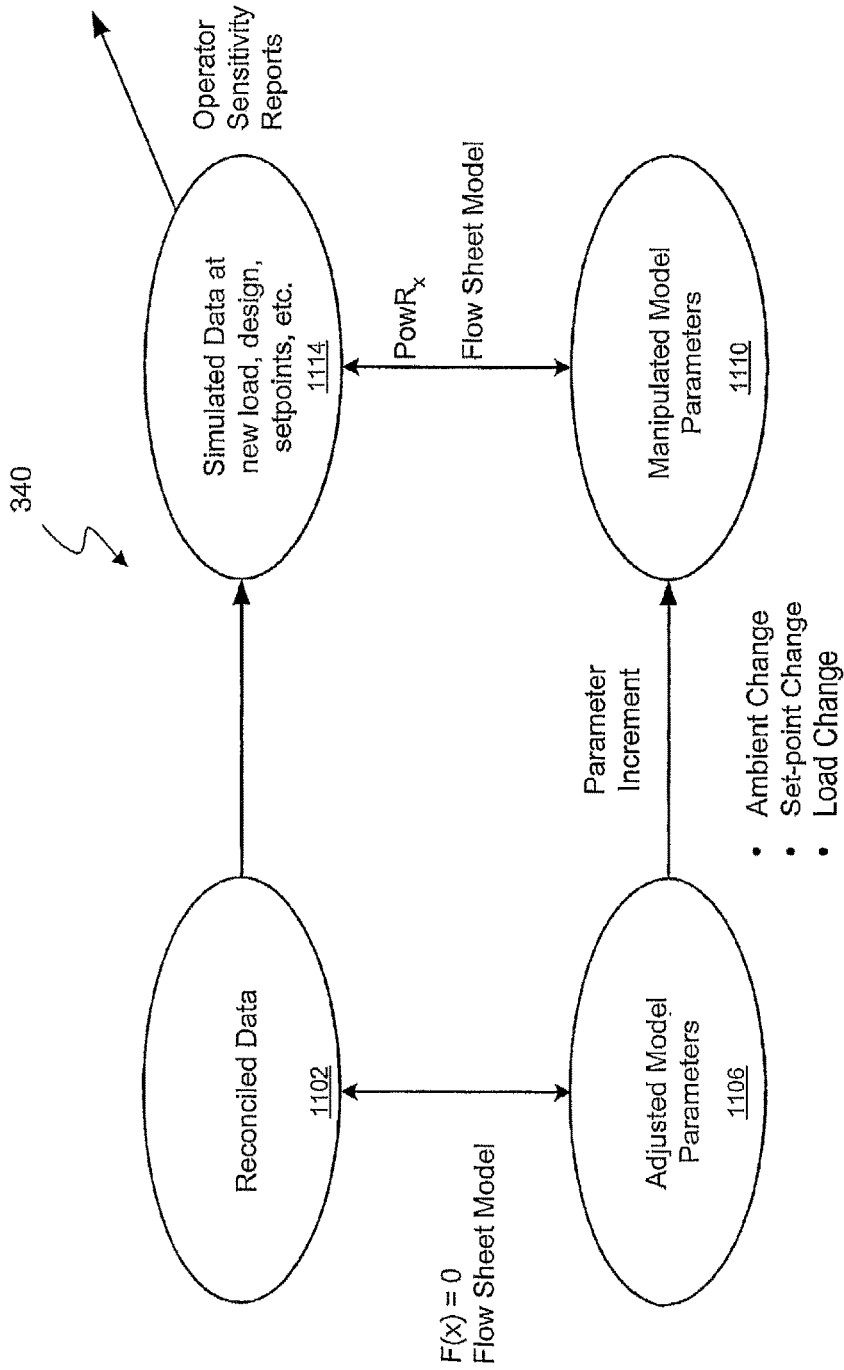 340
Reconciled Data
1102
Simulated Data at
new load, design,
setpoints, etc.
1114
Operator
Sensitivity
Reports
F(x) = 0
Flow Sheet Model
PowRx
Flow Sheet Model
Adjusted Model
Parameters
1106
Parameter
Increment
• Ambient Change
• Set-point Change
• Load Change
Manipulated Model
Parameters
1110